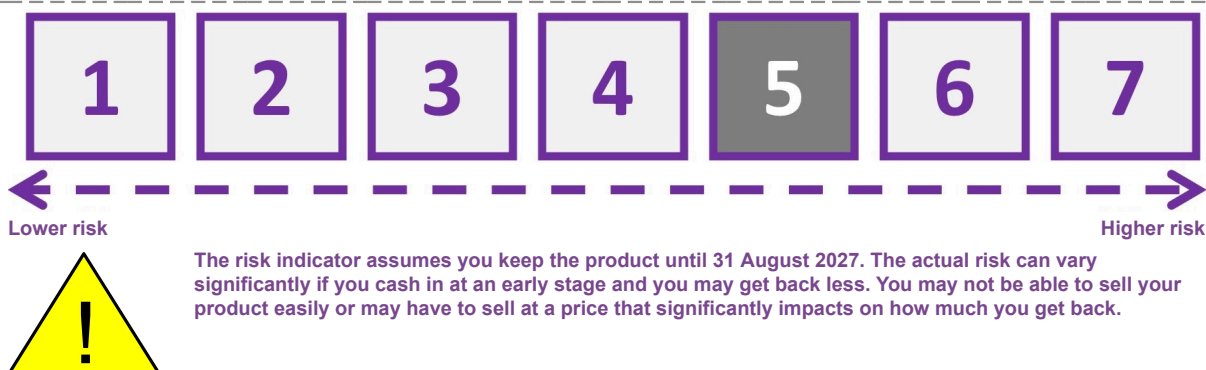 1 2 3 4 5 6 7
Lower risk Higher risk
The risk indicator assumes you keep the product until 31 August 2027. The actual risk can vary
significantly if you cash in at an early stage and you may get back less. You may not be able to sell your
product easily or may have to sell at a price that significantly impacts on how much you get back.
!